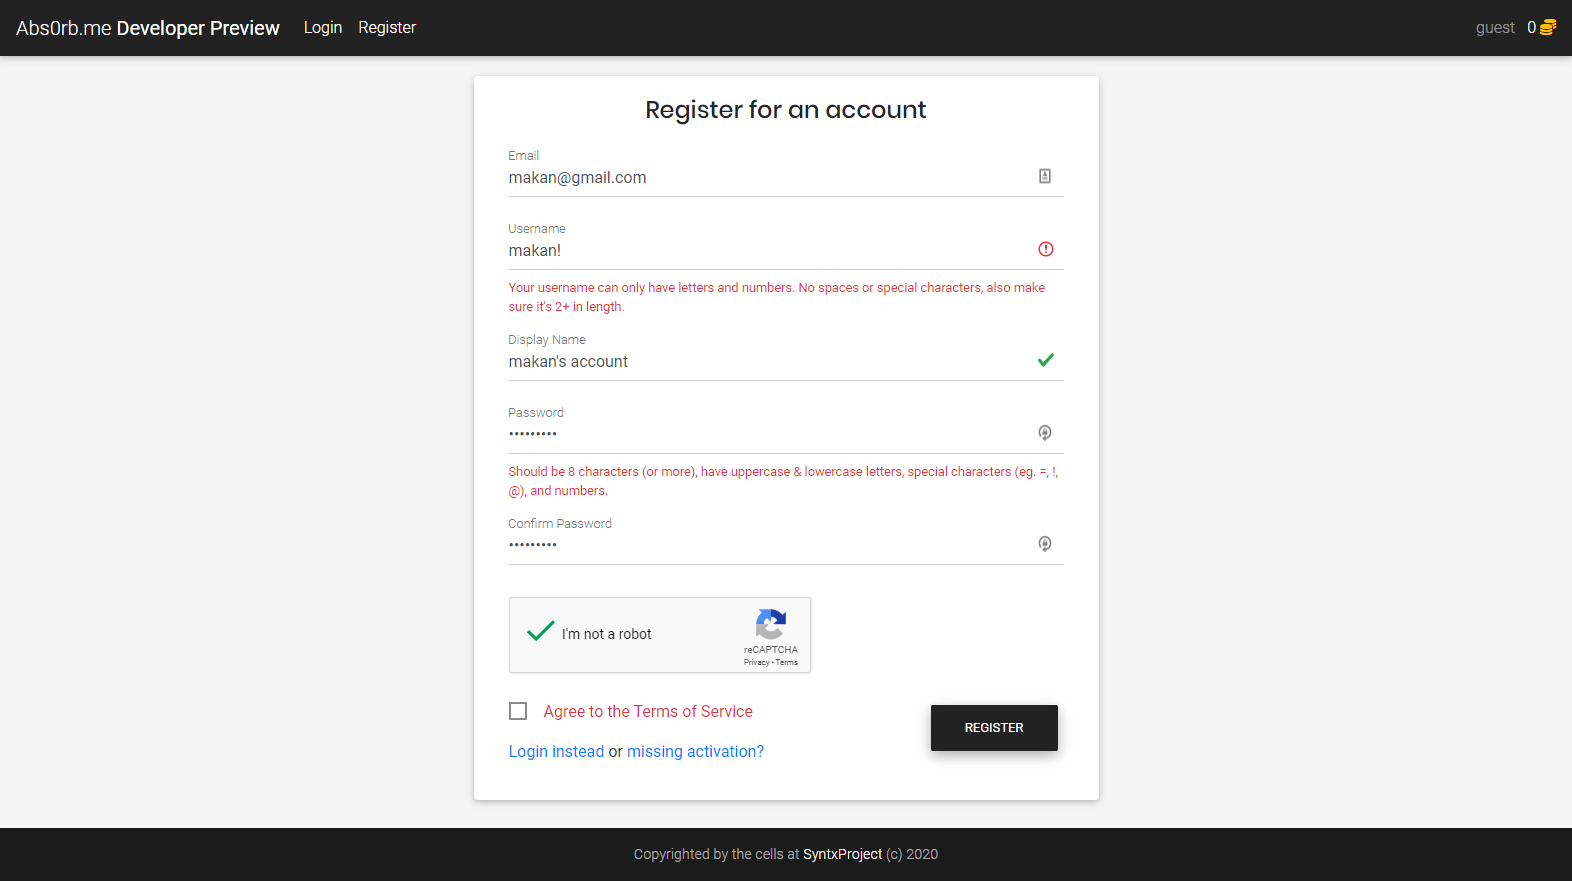 Abs0rb.me Developer Preview Login Register guest 0
Register for an account
Email
makan@gmail.com
Username
makan!
Your username can only have letters and numbers. No spaces or special characters, also make
sure it's 2+ in length.
Display Name
makan's account
Password
•••••••••
Should be 8 characters (or more), have uppercase & lowercase letters, special characters (eg. =, !,
@), and numbers.
Confirm Password
•••••••••
I'm not a robot
reCAPTCHA
Privacy - Terms
Agree to the Terms of Service
REGISTER
Login instead or missing activation?
Copyrighted by the cells at SyntxProject (c) 2020